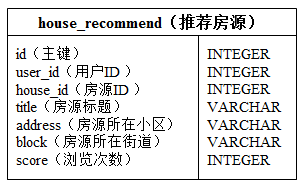 house_recommend（推荐房源）
id（主键） INTEGER
user_id（用户ID ） INTEGER
house_id（房源ID ） INTEGER
title（房源标题） VARCHAR
address（房源所在小区） VARCHAR
block（房源所在街道） VARCHAR
score（浏览次数） INTEGER